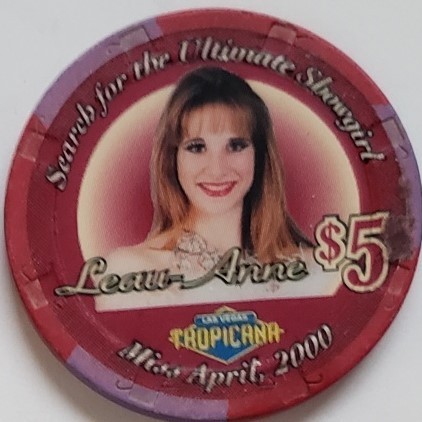 Search for the Ultimate Showgirl
Leau-Anne $5
LAS VEGAS
TROPICANA
Miss April, 2000